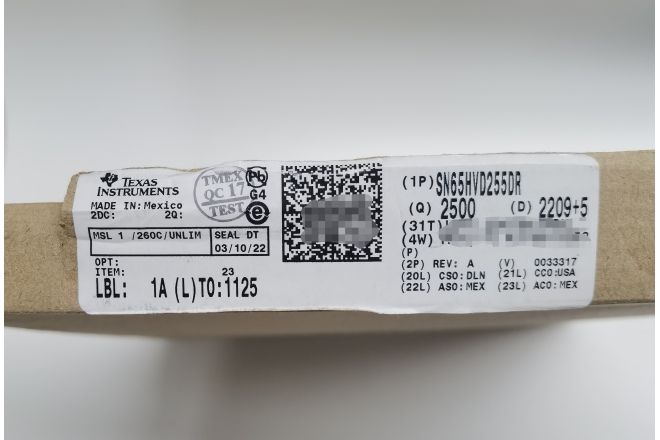 TEXAS
INSTRUMENTS
MADE IN: Mexico
2DC: 2Q:
TMEX
QC 17
TEST
Pb
G4
e
MSL 1 /260C/UNLIM
SEAL DT
03/10/22
OPT:
ITEM: 23
LBL: 1A (L)T0:1125
(1P) SN65HVD255DR
(Q) 2500 (D) 2209+5
(31T)
(4W)
(P)
(2P) REV: A (V) 0033317
(20L) CSO:DLN (21L) CCO:USA
(22L) ASO:MEX (23L) ACO:MEX